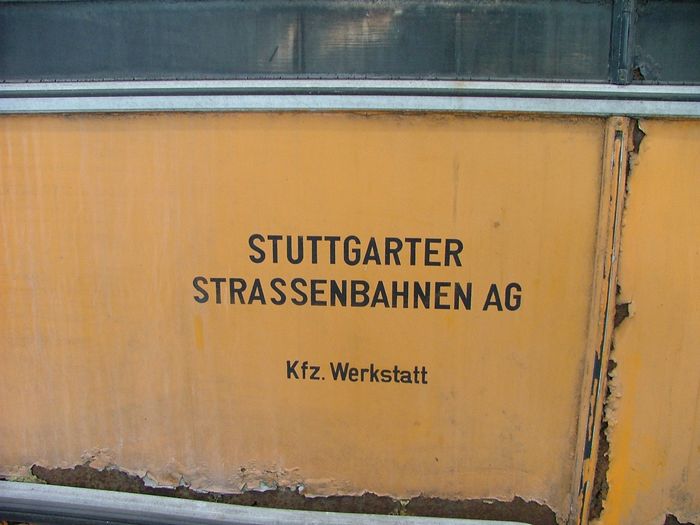 STUTTGARTER
STRASSENBAHNEN AG
Kfz. Werkstatt